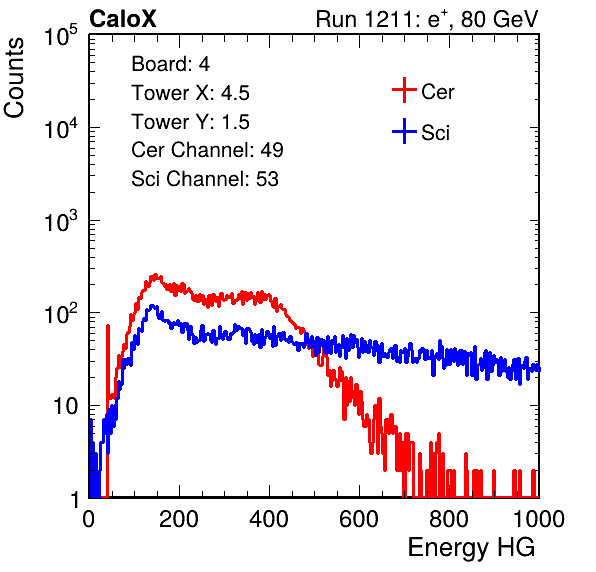 CaloX Run 1211: e⁺, 80 GeV
Counts
10⁵
10⁴
10³
10²
10
1
Board: 4
Tower X: 4.5
Tower Y: 1.5
Cer Channel: 49
Sci Channel: 53
Cer
Sci
0 200 400 600 800 1000
Energy HG